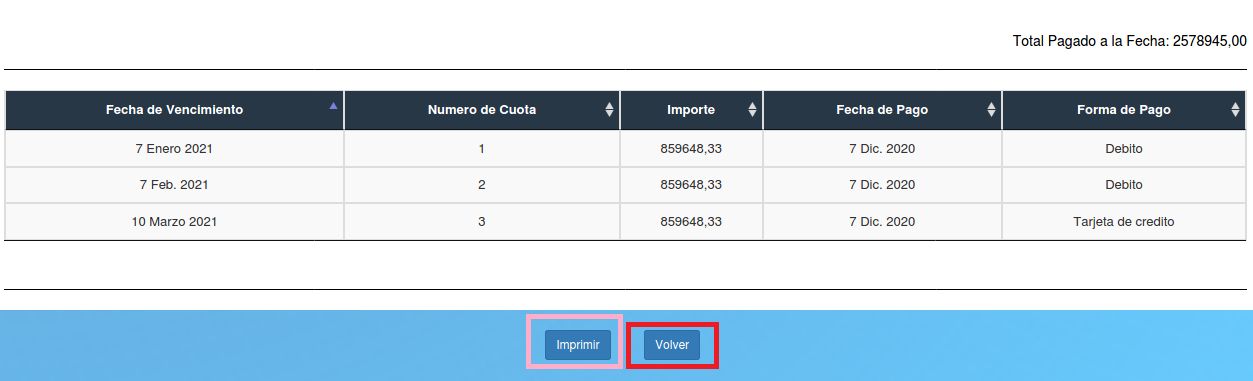 Total Pagado a la Fecha: 2578945,00
Fecha de Vencimiento Numero de Cuota Importe Fecha de Pago Forma de Pago
7 Enero 2021 1 859648,33 7 Dic. 2020 Debito
7 Feb. 2021 2 859648,33 7 Dic. 2020 Debito
10 Marzo 2021 3 859648,33 7 Dic. 2020 Tarjeta de credito
Imprimir Volver